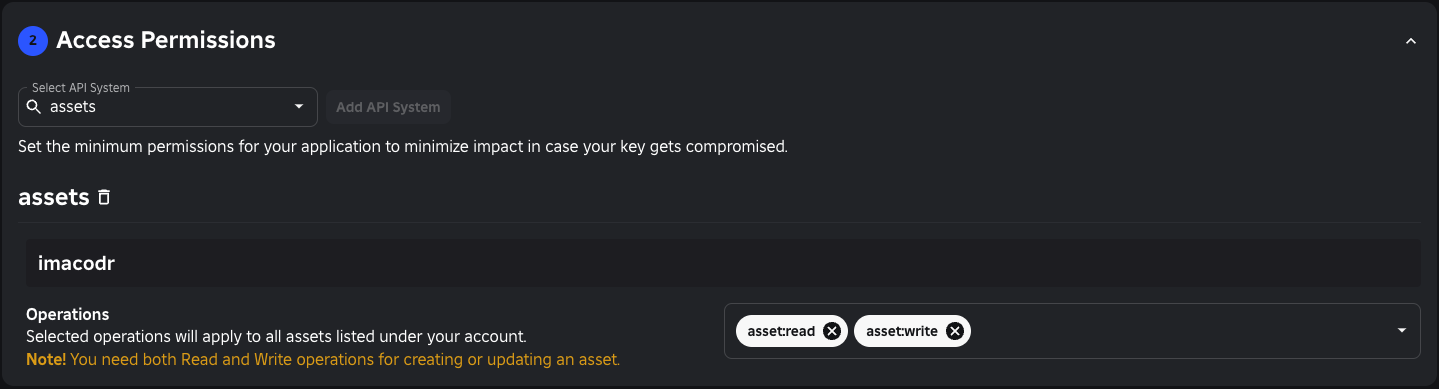 2 Access Permissions
Select API System
assets
Add API System
Set the minimum permissions for your application to minimize impact in case your key gets compromised.
assets
imacodr
Operations
Selected operations will apply to all assets listed under your account.
Note! You need both Read and Write operations for creating or updating an asset.
asset:read asset:write